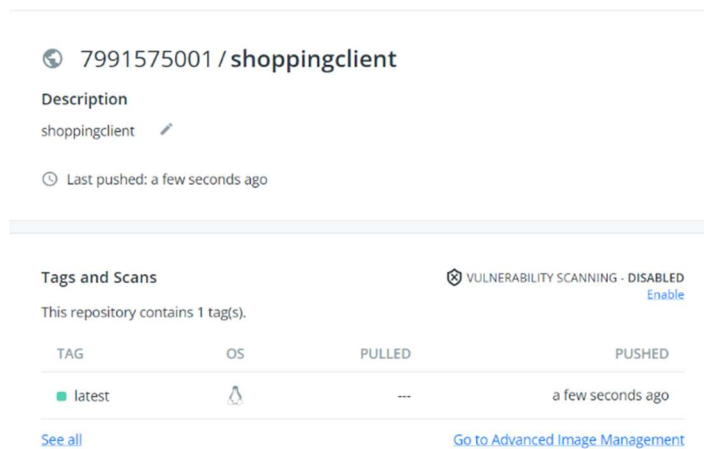 7991575001 / shoppingclient
Description
shoppingclient
Last pushed: a few seconds ago
Tags and Scans
VULNERABILITY SCANNING - DISABLED
Enable
This repository contains 1 tag(s).
TAG OS PULLED PUSHED
latest --- a few seconds ago
See all Go to Advanced Image Management